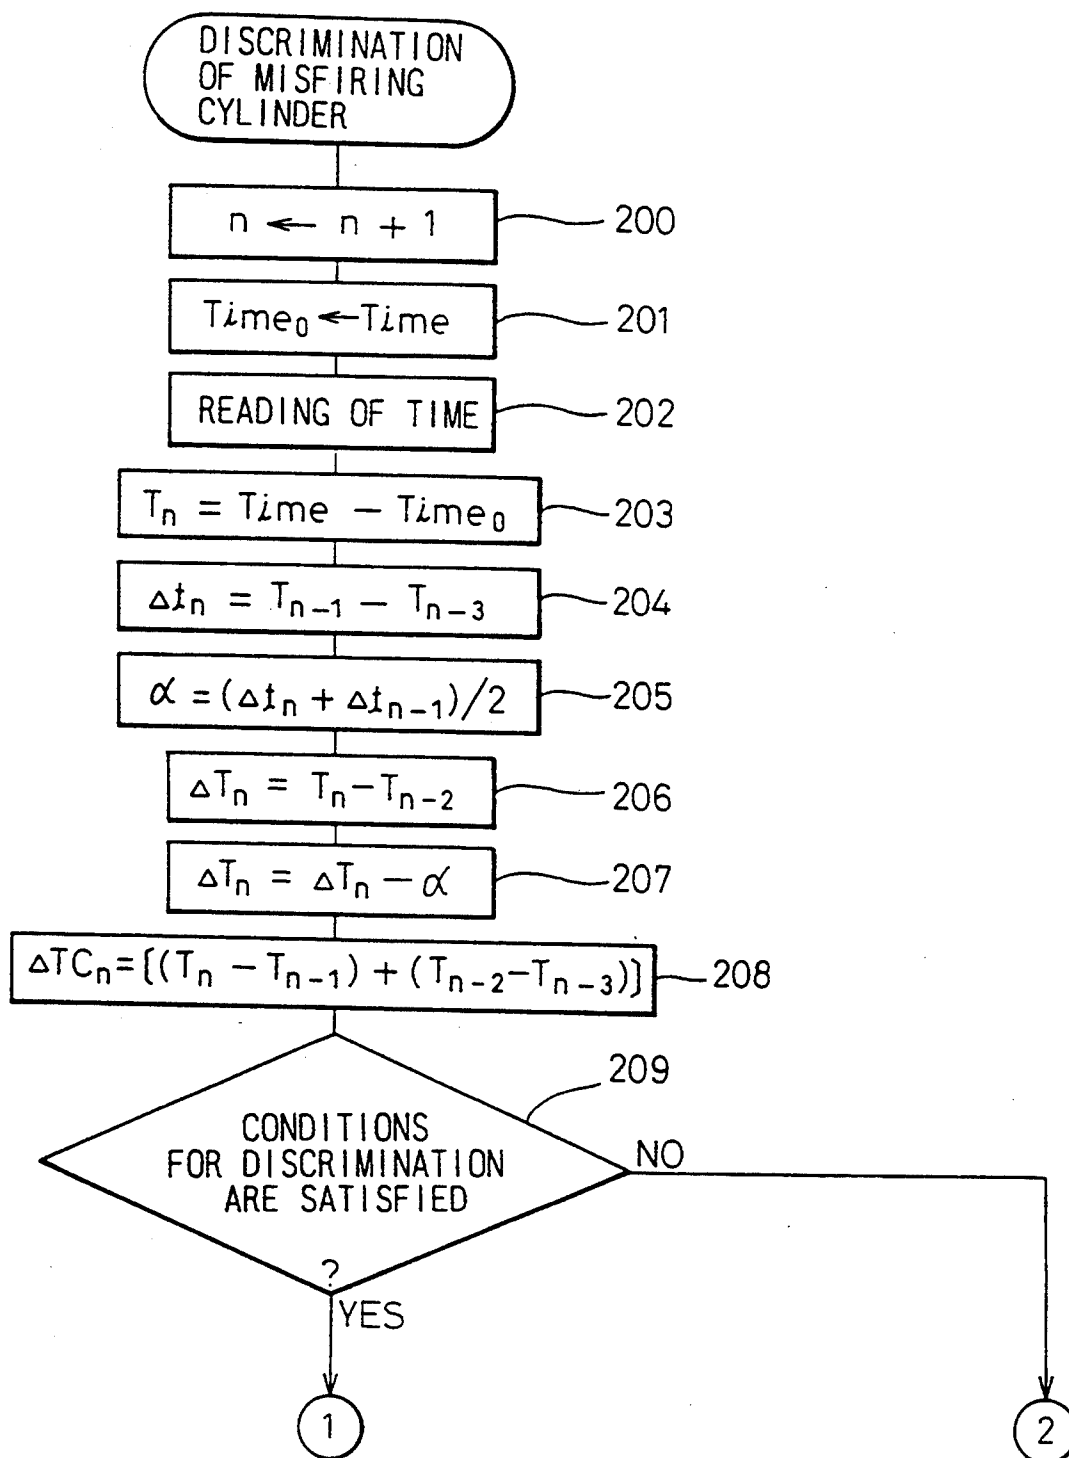 DISCRIMINATION
OF MISFIRING
CYLINDER
n ← n + 1
200
Time₀ ← Time
201
READING OF TIME
202
Tₙ = Time − Time₀
203
Δtₙ = Tₙ₋₁ − Tₙ₋₃
204
α = (Δtₙ + Δtₙ₋₁)/2
205
ΔTₙ = Tₙ − Tₙ₋₂
206
ΔTₙ = ΔTₙ − α
207
ΔTCₙ = [(Tₙ − Tₙ₋₁) + (Tₙ₋₂ − Tₙ₋₃)]
208
209
CONDITIONS
FOR DISCRIMINATION
ARE SATISFIED
?
NO
YES
1
2